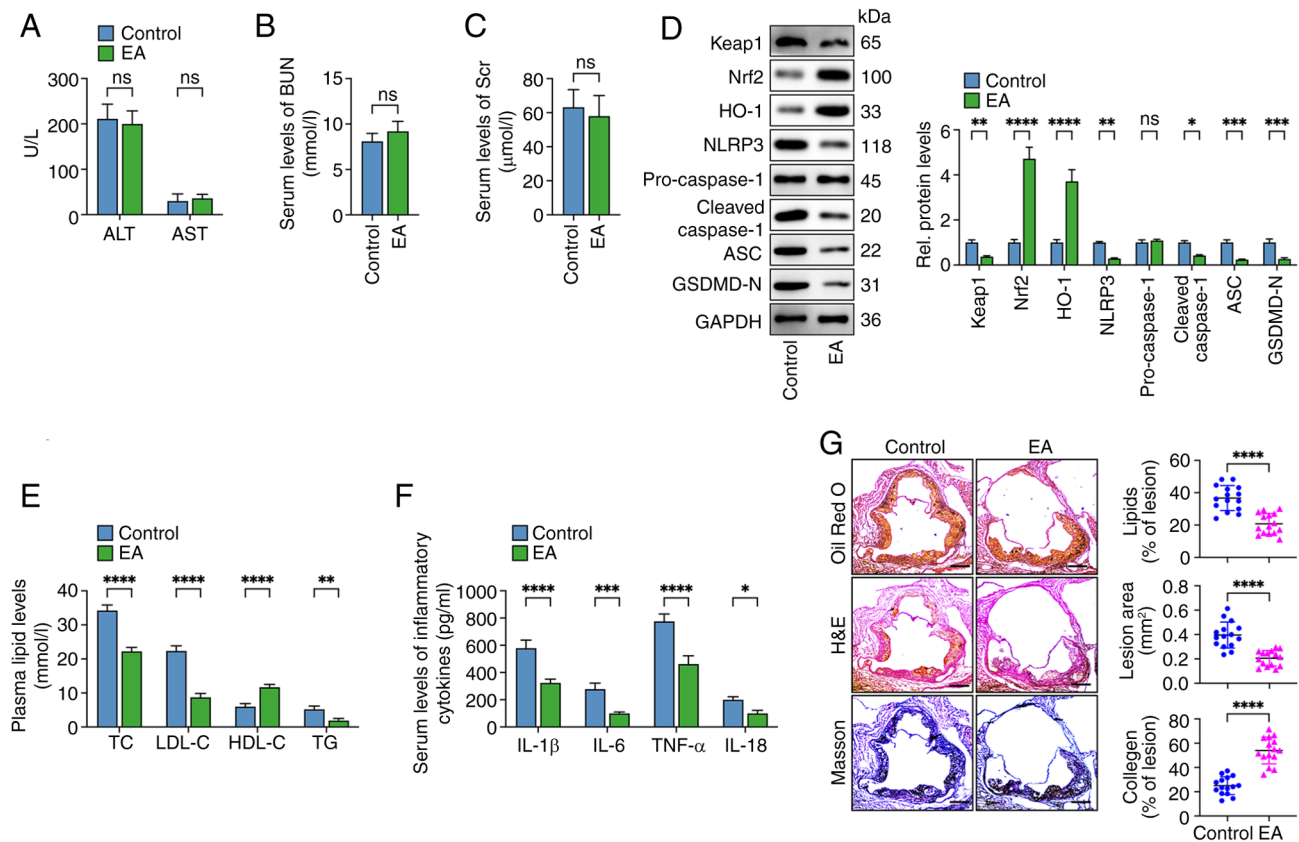 A
Control
EA
ns
ns
300
200
100
0
U/L
ALT
AST
B
ns
15
10
5
0
Serum levels of BUN
(mmol/l)
Control
EA
C
ns
80
60
40
20
0
Serum levels of Scr
(μmol/l)
Control
EA
D
kDa
Keap1
65
Nrf2
100
HO-1
33
NLRP3
118
Pro-caspase-1
45
Cleaved
caspase-1
20
ASC
22
GSDMD-N
31
GAPDH
36
Control
EA
Control
EA
** **** **** ** ns * *** ***
6
4
2
0
Rel. protein levels
Keap1
Nrf2
HO-1
NLRP3
Pro-caspase-1
Cleaved
caspase-1
ASC
GSDMD-N
E
Control
EA
**** **** **** **
40
30
20
10
0
Plasma lipid levels
(mmol/l)
TC
LDL-C
HDL-C
TG
F
Control
EA
**** *** **** *
1000
800
600
400
200
0
Serum levels of inflammatory
cytokines (pg/ml)
IL-1β
IL-6
TNF-α
IL-18
G
Control
EA
Oil Red O
H&E
Masson
****
60
40
20
0
Lipids
(% of lesion)
****
0.8
0.6
0.4
0.2
0.0
Lesion area
(mm²)
****
80
60
40
20
0
Collegen
(% of lesion)
Control EA